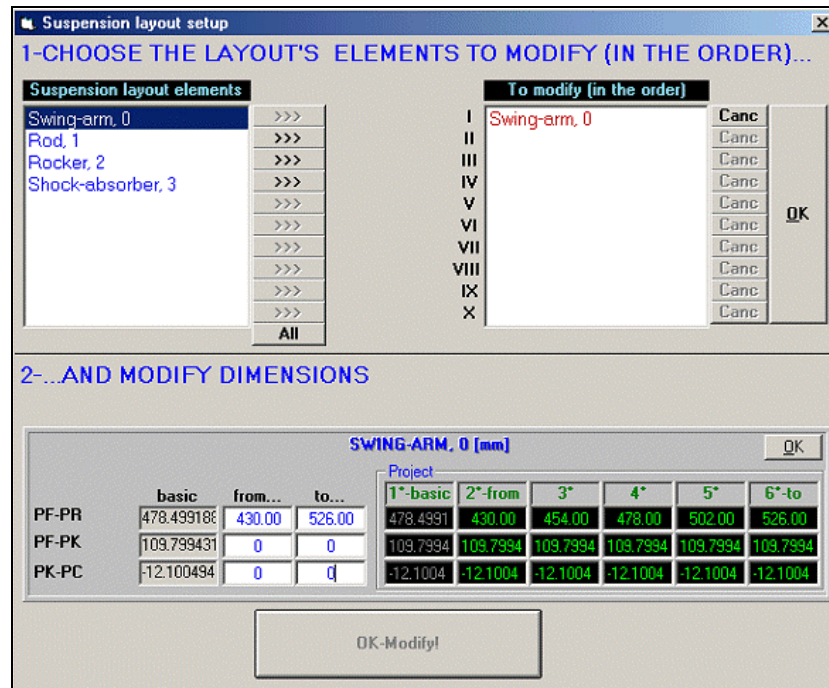 Suspension layout setup
1-CHOOSE THE LAYOUT'S ELEMENTS TO MODIFY (IN THE ORDER)...
Suspension layout elements
To modify (in the order)
Swing-arm, 0 >>> I Swing-arm, 0 Canc
Rod, 1 >>> II Canc
Rocker, 2 >>> III Canc
Shock-absorber, 3 >>> IV Canc
>>> V Canc
OK
>>> VI Canc
>>> VII Canc
>>> VIII Canc
>>> IX Canc
>>> X Canc
All
2-...AND MODIFY DIMENSIONS
SWING-ARM, 0 [mm]
OK
Project
basic from... to... 1°-basic 2°-from 3° 4° 5° 6°-to
PF-PR 478.499188 430.00 526.00 478.4991 430.00 454.00 478.00 502.00 526.00
PF-PK 109.799431 0 0 109.7994 109.7994 109.7994 109.7994 109.7994 109.7994
PK-PC -12.100494 0 0 -12.1004 -12.1004 -12.1004 -12.1004 -12.1004 -12.1004
OK-Modify!